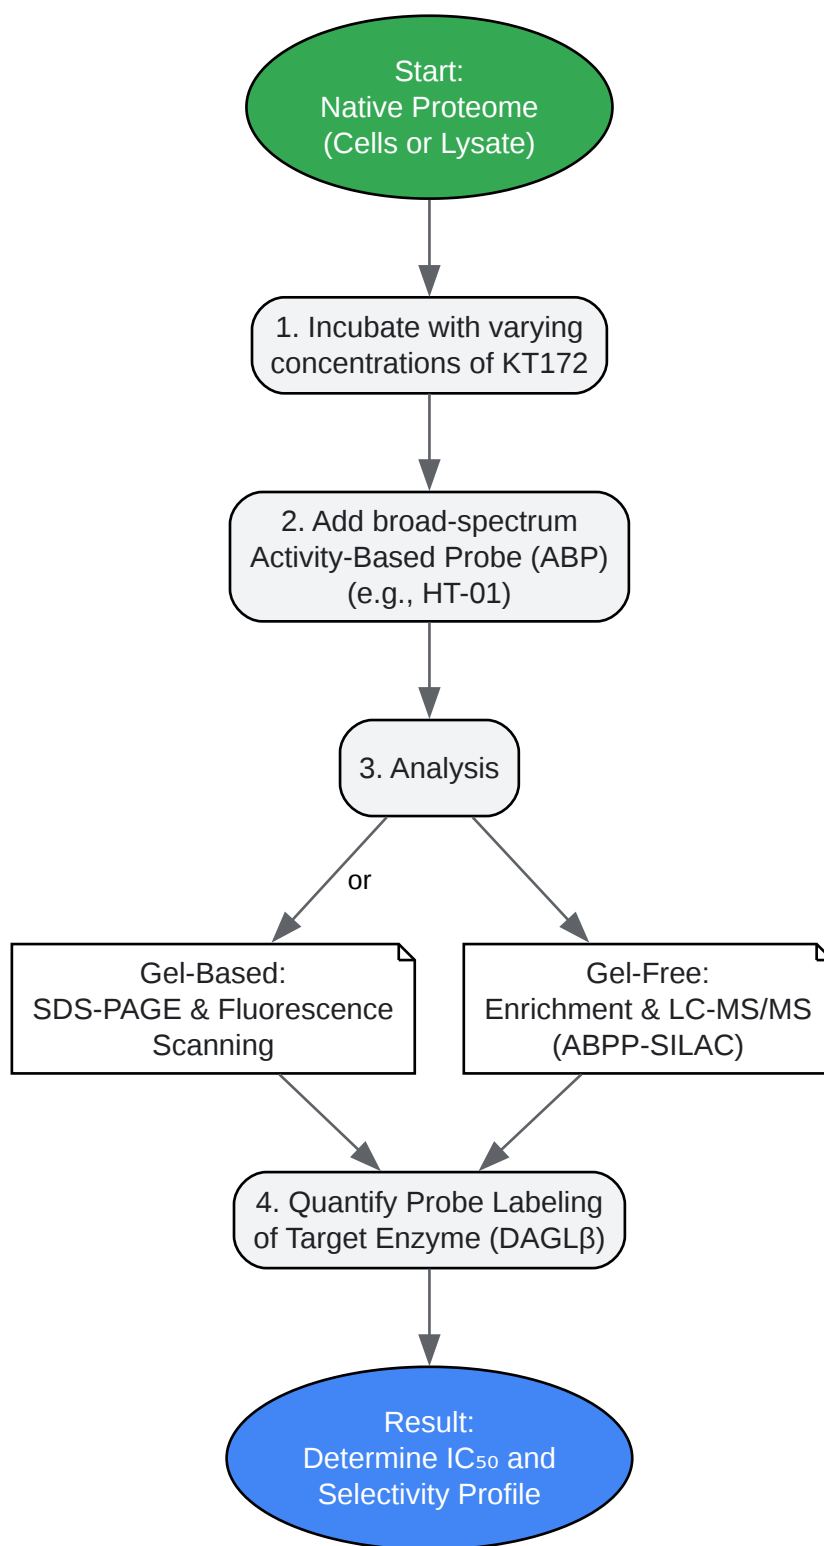 Start:
Native Proteome
(Cells or Lysate)
1. Incubate with varying
concentrations of KT172
2. Add broad-spectrum
Activity-Based Probe (ABP)
(e.g., HT-01)
3. Analysis
or
Gel-Based:
SDS-PAGE & Fluorescence
Scanning
Gel-Free:
Enrichment & LC-MS/MS
(ABPP-SILAC)
4. Quantify Probe Labeling
of Target Enzyme (DAGLβ)
Result:
Determine IC₅₀ and
Selectivity Profile